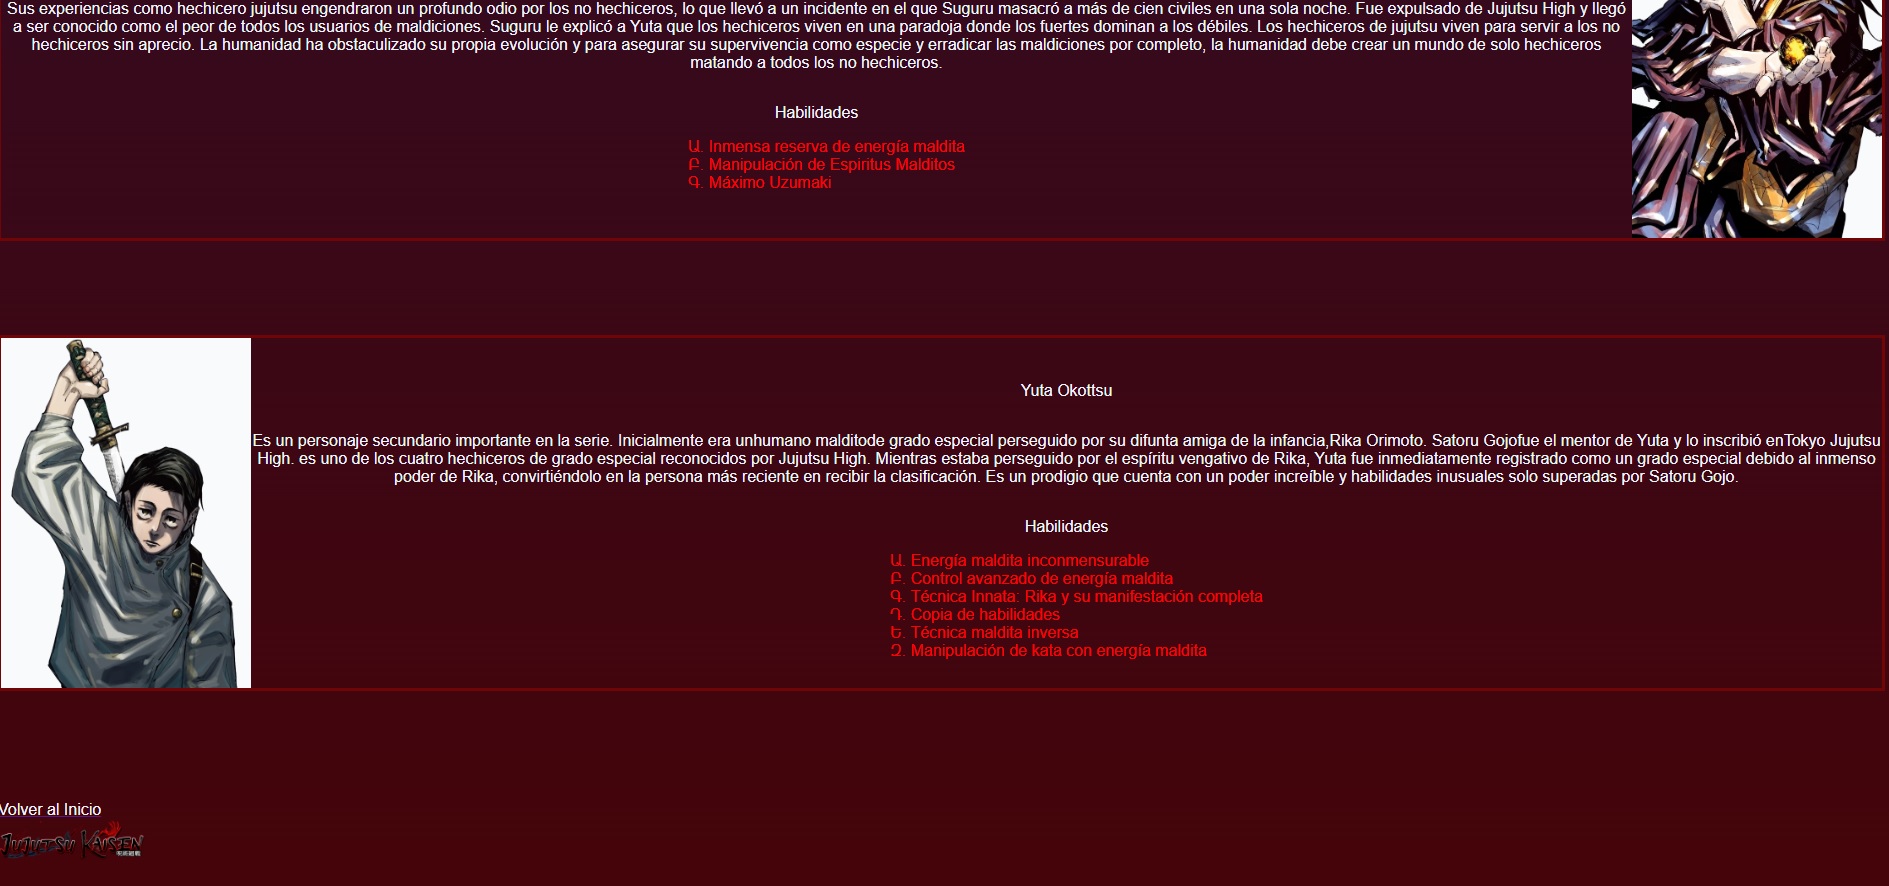 Sus experiencias como hechicero jujutsu engendraron un profundo odio por los no hechiceros, lo que llevó a un incidente en el que Suguru masacró a más de cien civiles en una sola noche. Fue expulsado de Jujutsu High y llegó
a ser conocido como el peor de todos los usuarios de maldiciones. Suguru le explicó a Yuta que los hechiceros viven en una paradoja donde los fuertes dominan a los débiles. Los hechiceros de jujutsu viven para servir a los no
hechiceros sin aprecio. La humanidad ha obstaculizado su propia evolución y para asegurar su supervivencia como especie y erradicar las maldiciones por completo, la humanidad debe crear un mundo de solo hechiceros
matando a todos los no hechiceros.
Habilidades
Ա. Inmensa reserva de energía maldita
Բ. Manipulación de Espiritus Malditos
Գ. Máximo Uzumaki
Yuta Okottsu
Es un personaje secundario importante en la serie. Inicialmente era unhumano malditode grado especial perseguido por su difunta amiga de la infancia,Rika Orimoto. Satoru Gojofue el mentor de Yuta y lo inscribió enTokyo Jujutsu
High. es uno de los cuatro hechiceros de grado especial reconocidos por Jujutsu High. Mientras estaba perseguido por el espíritu vengativo de Rika, Yuta fue inmediatamente registrado como un grado especial debido al inmenso
poder de Rika, convirtiéndolo en la persona más reciente en recibir la clasificación. Es un prodigio que cuenta con un poder increíble y habilidades inusuales solo superadas por Satoru Gojo.
Habilidades
Ա. Energía maldita inconmensurable
Բ. Control avanzado de energía maldita
Գ. Técnica Innata: Rika y su manifestación completa
Դ. Copia de habilidades
Ե. Técnica maldita inversa
Զ. Manipulación de kata con energía maldita
Volver al Inicio
JUJUTSU KAISEN